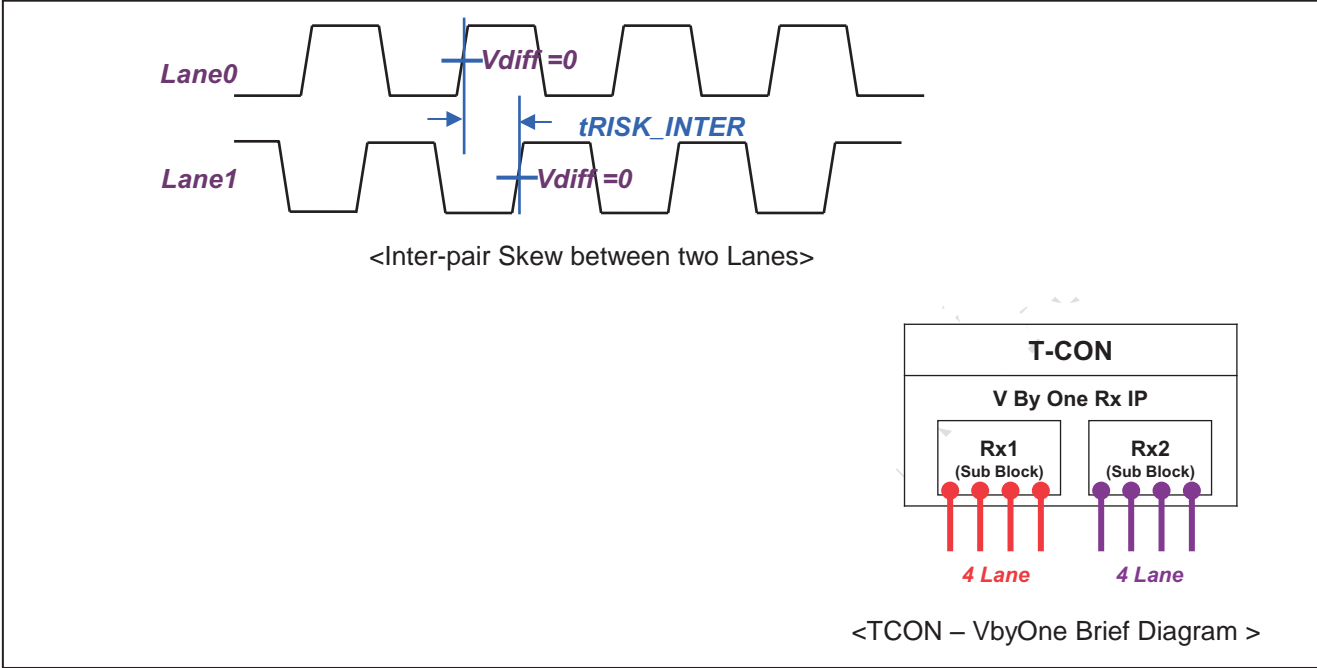 Lane0
Vdiff =0
tRISK_INTER
Lane1
Vdiff =0
<Inter-pair Skew between two Lanes>
T-CON
V By One Rx IP
Rx1
(Sub Block)
Rx2
(Sub Block)
4 Lane
4 Lane
<TCON – VbyOne Brief Diagram >